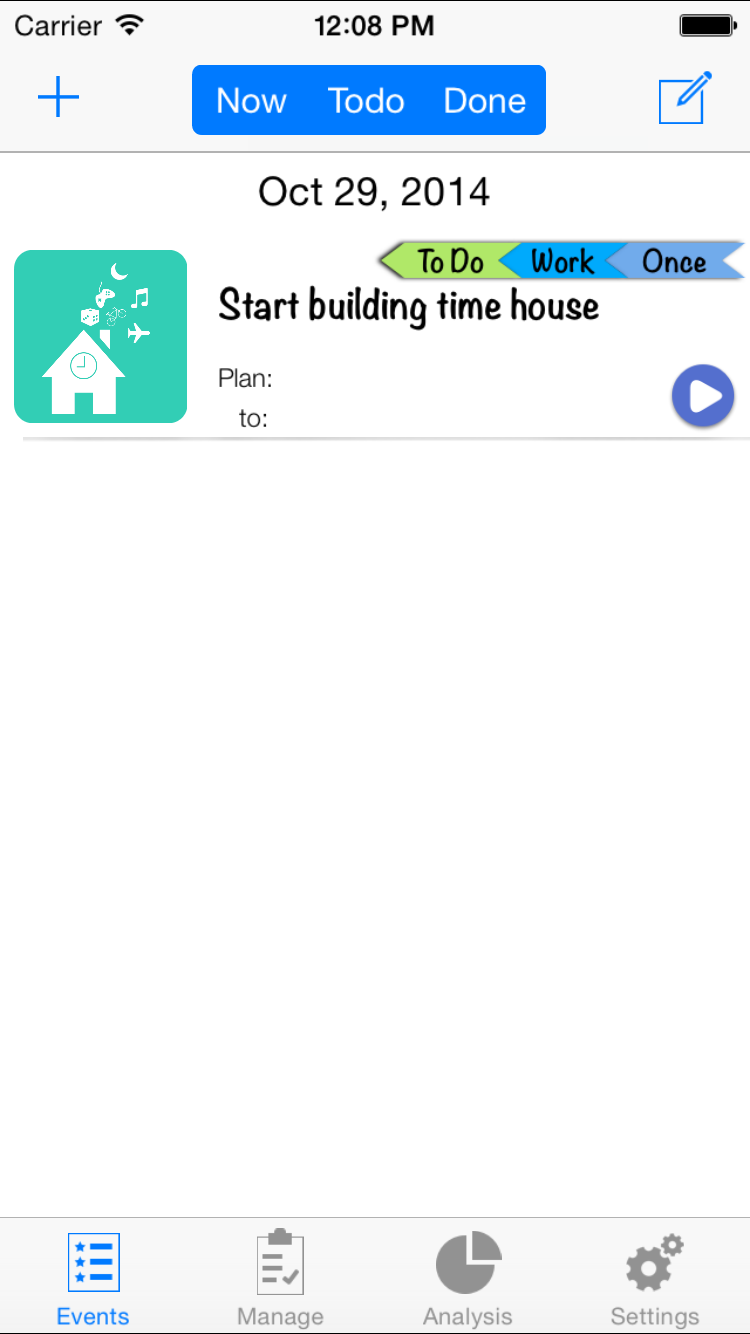 Carrier 12:08 PM
Now Todo Done
Oct 29, 2014
To Do Work Once
Start building time house
Plan:
to:
Events Manage Analysis Settings